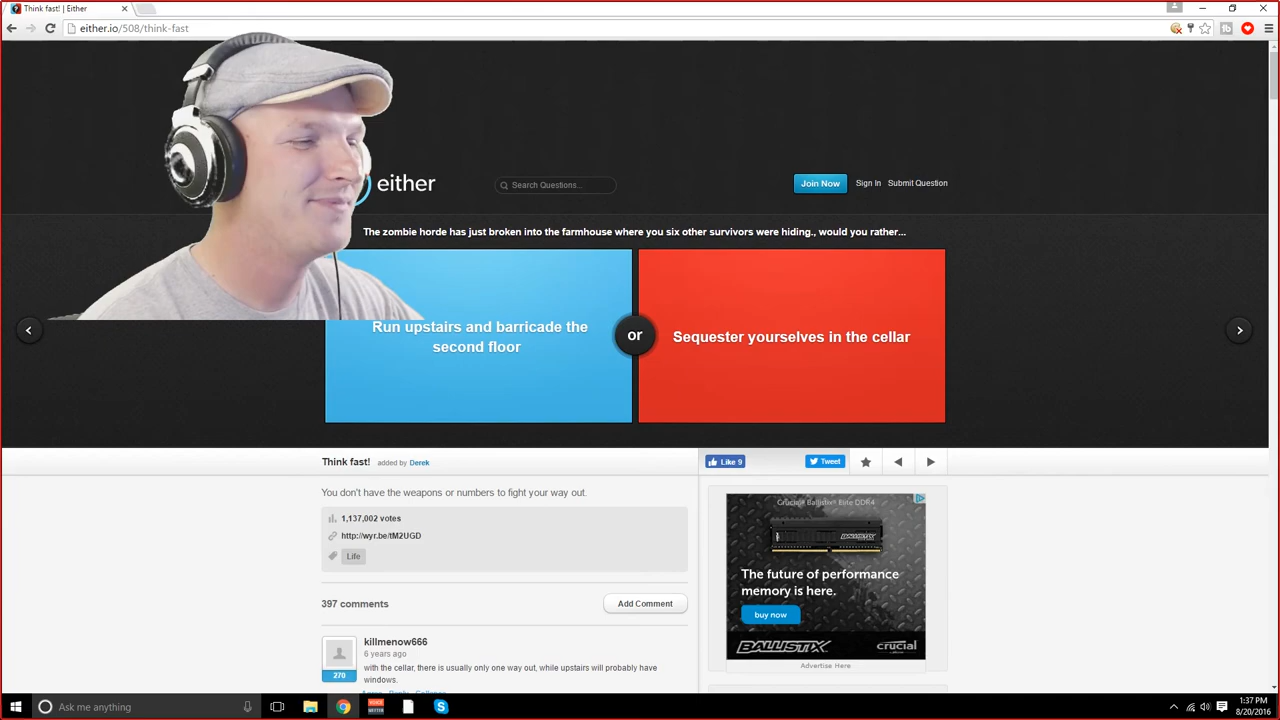 Think fast! | Either
either.io/508/think-fast
either
Search Questions...
Join Now
Sign In
Submit Question
The zombie horde has just broken into the farmhouse where you six other survivors were hiding., would you rather...
Run upstairs and barricade the
second floor
or
Sequester yourselves in the cellar
Think fast! added by Derek
Like 9
Tweet
You don't have the weapons or numbers to fight your way out.
1,137,002 votes
http://wyr.be/tM2UGD
Life
397 comments
Add Comment
killmenow666
6 years ago
270
with the cellar, there is usually only one way out, while upstairs will probably have
windows.
Agree Reply Collapse
Crucial® Ballistix® Elite DDR4
BALLISTIX
The future of performance
memory is here.
buy now
BALLISTIX
crucial
Advertise Here
Ask me anything
1:37 PM
8/20/2016